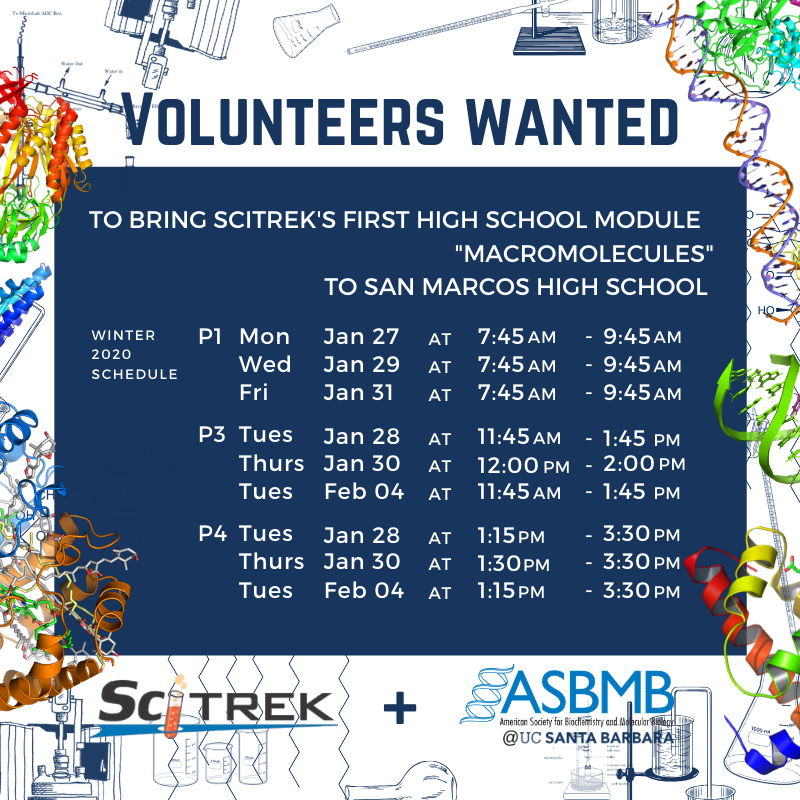 To MicroLab ADC Box
Water Out
Water in
VOLUNTEERS WANTED
TO BRING SCITREK'S FIRST HIGH SCHOOL MODULE
"MACROMOLECULES"
TO SAN MARCOS HIGH SCHOOL
WINTER
2020
SCHEDULE
P1 Mon Jan 27 AT 7:45 AM - 9:45 AM
Wed Jan 29 AT 7:45 AM - 9:45 AM
Fri Jan 31 AT 7:45 AM - 9:45 AM
P3 Tues Jan 28 AT 11:45 AM - 1:45 PM
Thurs Jan 30 AT 12:00 PM - 2:00 PM
Tues Feb 04 AT 11:45 AM - 1:45 PM
P4 Tues Jan 28 AT 1:15 PM - 3:30 PM
Thurs Jan 30 AT 1:30 PM - 3:30 PM
Tues Feb 04 AT 1:15 PM - 3:30 PM
HO
SCiTREK + ASBMB
American Society for Biochemistry and Molecular Biology
@UC SANTA BARBARA
1000 ml